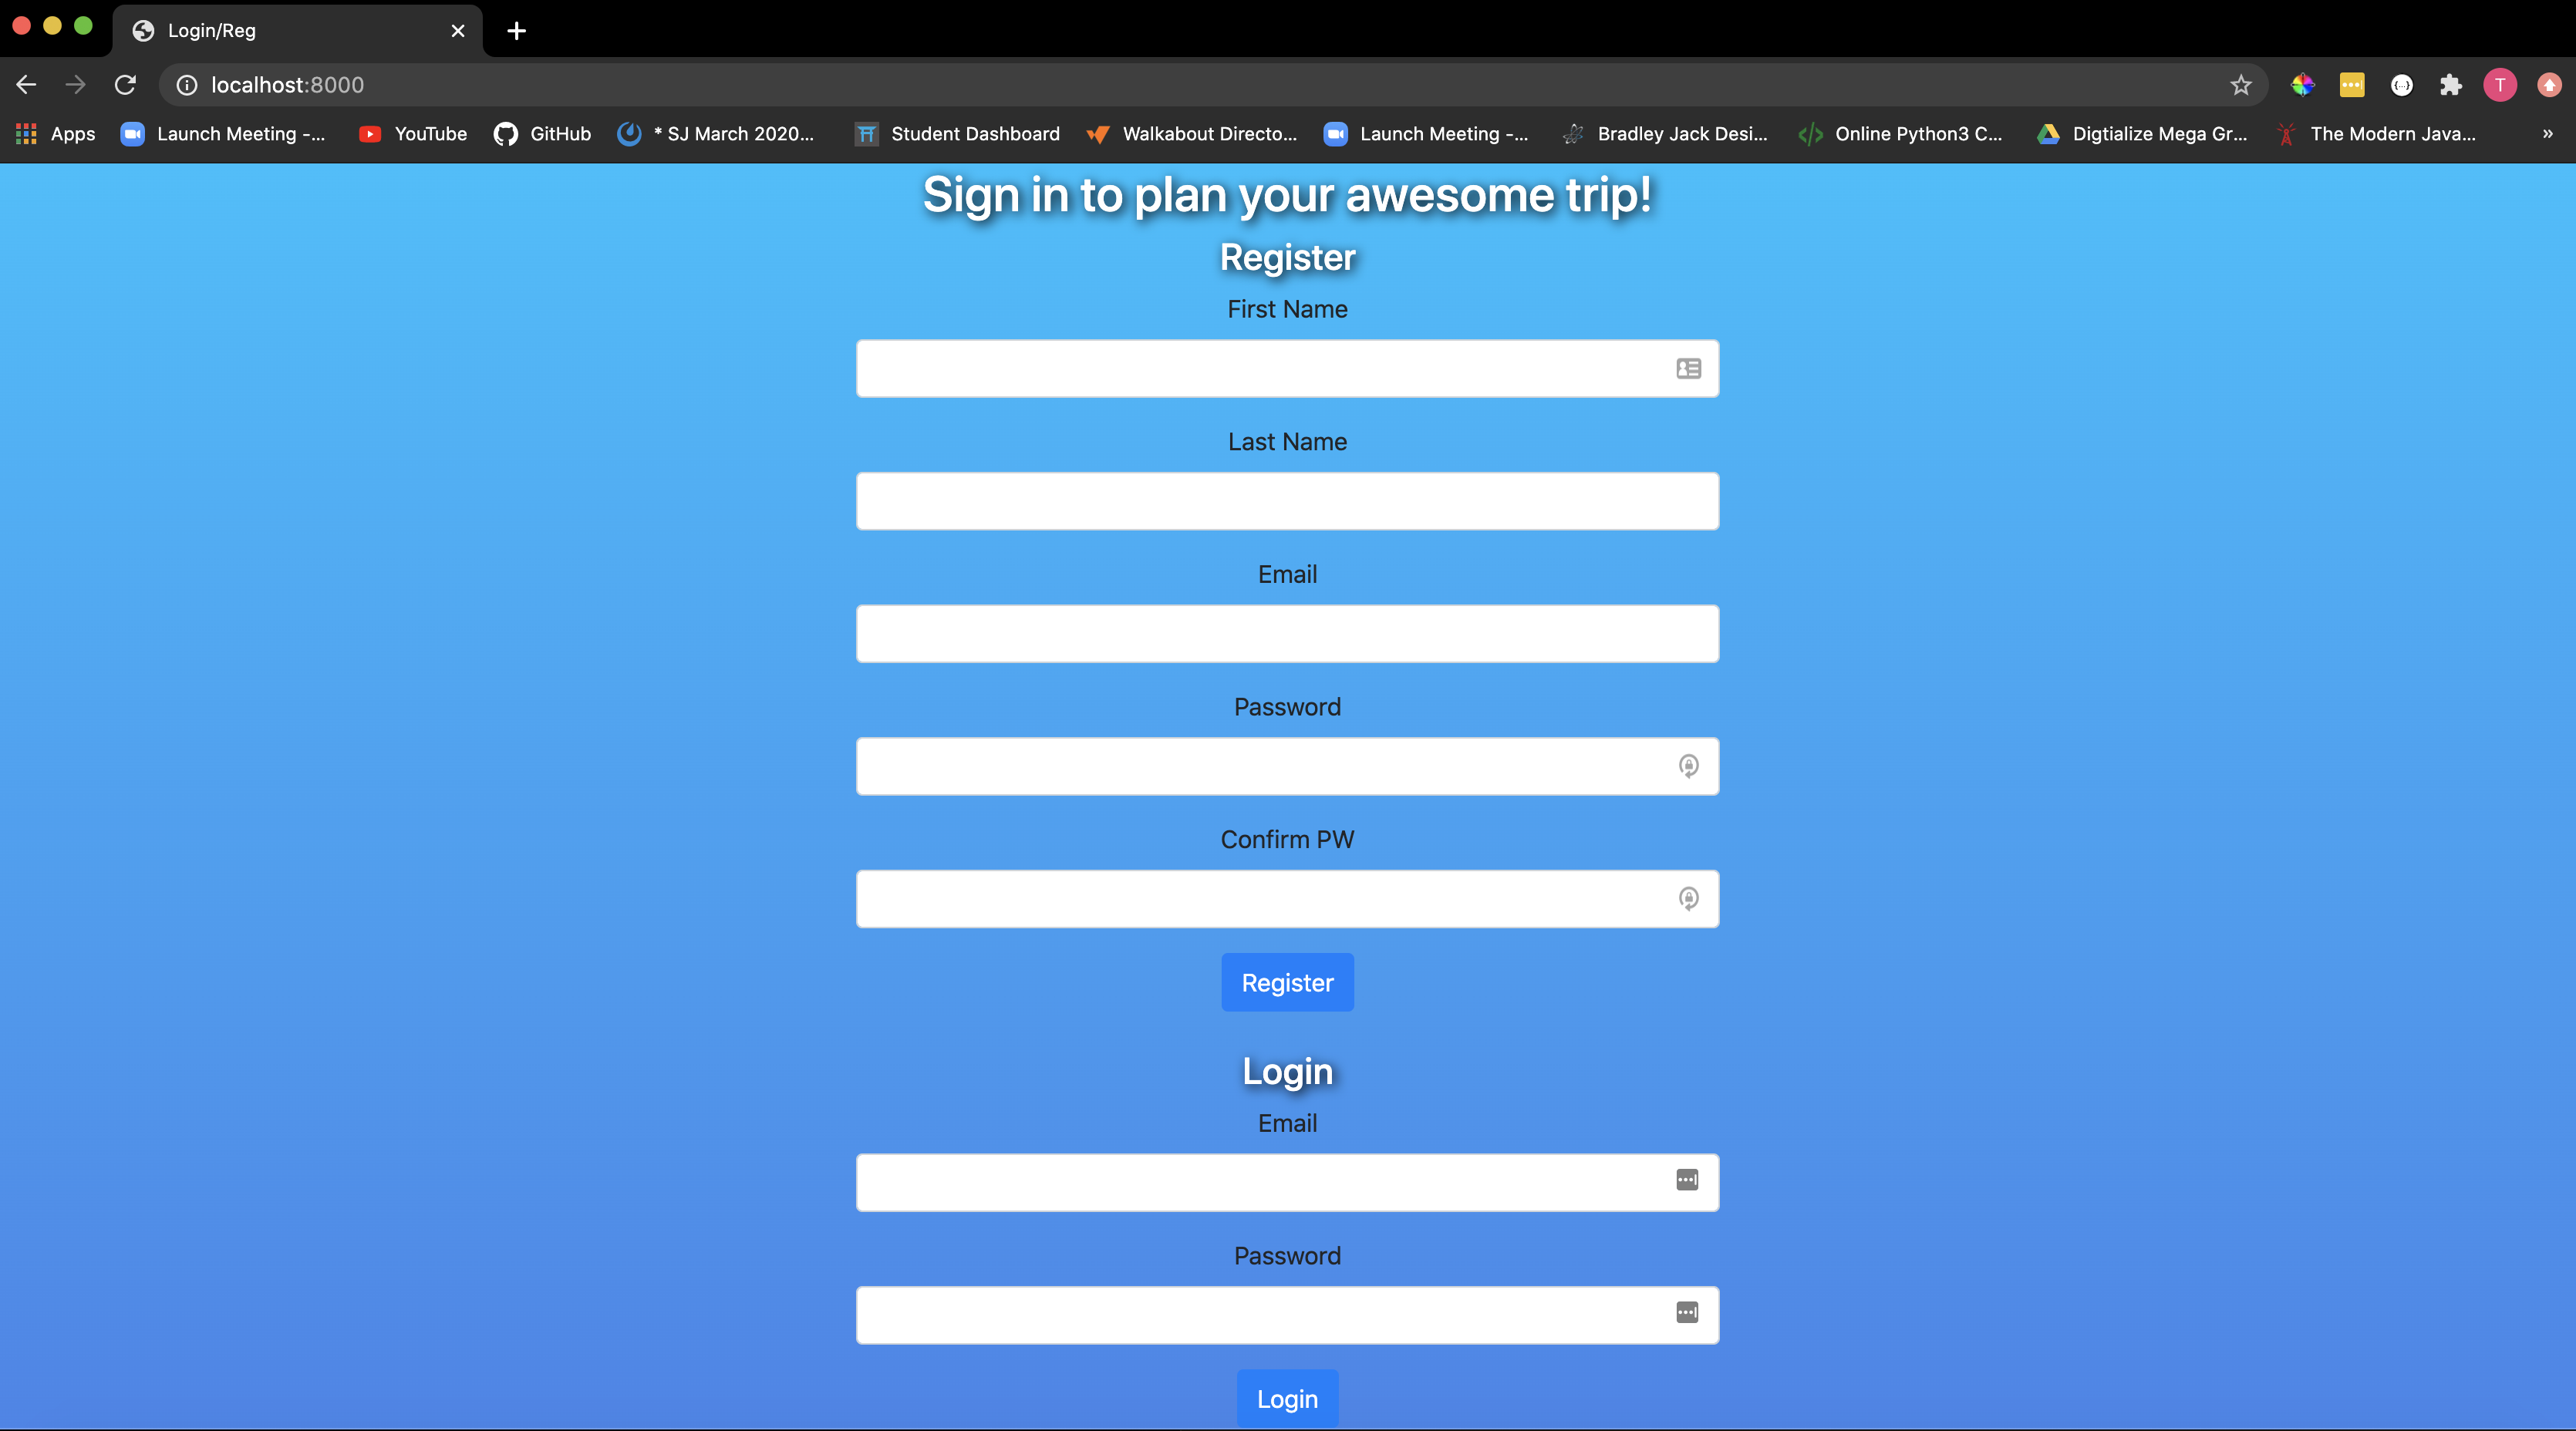 Login/Reg
localhost:8000
T
Apps Launch Meeting -... YouTube GitHub * SJ March 2020... Student Dashboard Walkabout Directo... Launch Meeting -... Bradley Jack Desi... Online Python3 C... Digtialize Mega Gr... The Modern Java... »
Sign in to plan your awesome trip!
Register
First Name
Last Name
Email
Password
Confirm PW
Register
Login
Email
Password
Login